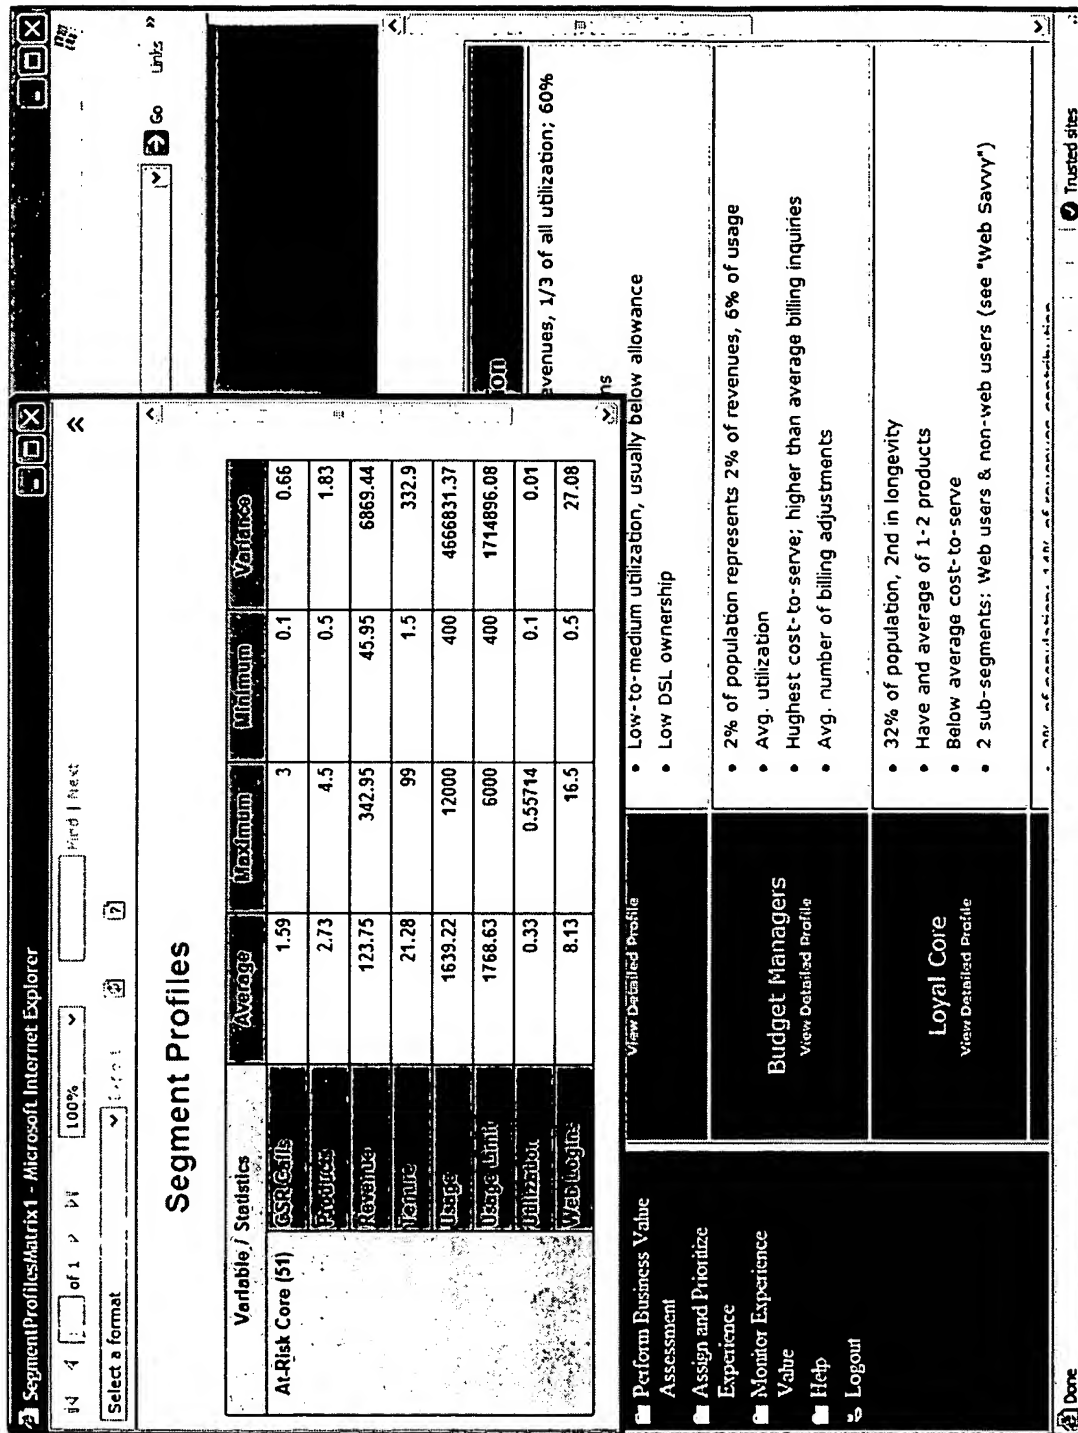 SegmentProfilesMatrix1 - Microsoft Internet Explorer
of 1
100%
Find | Next
Select a format
Export
Segment Profiles
Variable / Statistics Average Maximum Minimum Variance
At-Risk Core (51)
CSR Calls 1.59 3 0.1 0.66
Products 2.73 4.5 0.5 1.83
Revenue 123.75 342.95 45.95 6869.44
Tenure 21.28 99 1.5 332.9
Usage 1639.22 12000 400 4666831.37
Usage Limit 1768.63 6000 400 1714896.08
Utilization 0.33 0.55714 0.1 0.01
Web Logins 8.13 16.5 0.5 27.08
Go Links »
on
evenues, 1/3 of all utilization; 60%
ns
• Low-to-medium utilization, usually below allowance
• Low DSL ownership
View Detailed Profile
Budget Managers
View Detailed Profile
• 2% of population represents 2% of revenues, 6% of usage
• Avg. utilization
• Hughest cost-to-serve; higher than average billing inquiries
• Avg. number of billing adjustments
Loyal Core
View Detailed Profile
• 32% of population, 2nd in longevity
• Have and average of 1-2 products
• Below average cost-to-serve
• 2 sub-segments: Web users & non-web users (see "Web Savvy")
of population; 14% of revenues contribution
Perform Business Value
Assessment
Assign and Prioritize
Experience
Monitor Experience
Value
Help
Logout
Done
Trusted sites